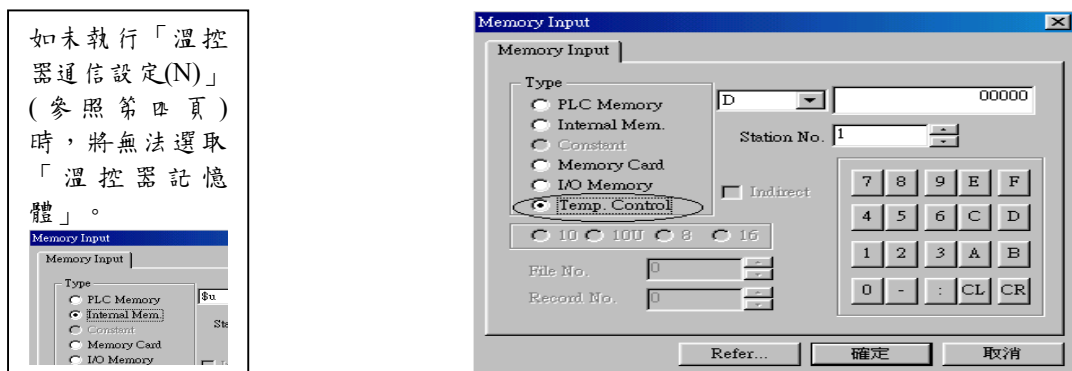 如未執行「溫控
器通信設定(N)」
(參照第四頁)
時，將無法選取
「溫控器記憶
體」。
Memory Input
Memory Input
Type
PLC Memory
Internal Mem.
Constant
Memory Card
I/O Memory
$u
Memory Input
Memory Input
Type
PLC Memory
Internal Mem.
Constant
Memory Card
I/O Memory
Temp. Control
D
00000
Station No. 1
Indirect
10 10U 8 16
File No. 0
Record No. 0
7 8 9 E F
4 5 6 C D
1 2 3 A B
0 - : CL CR
Refer... 確定 取消